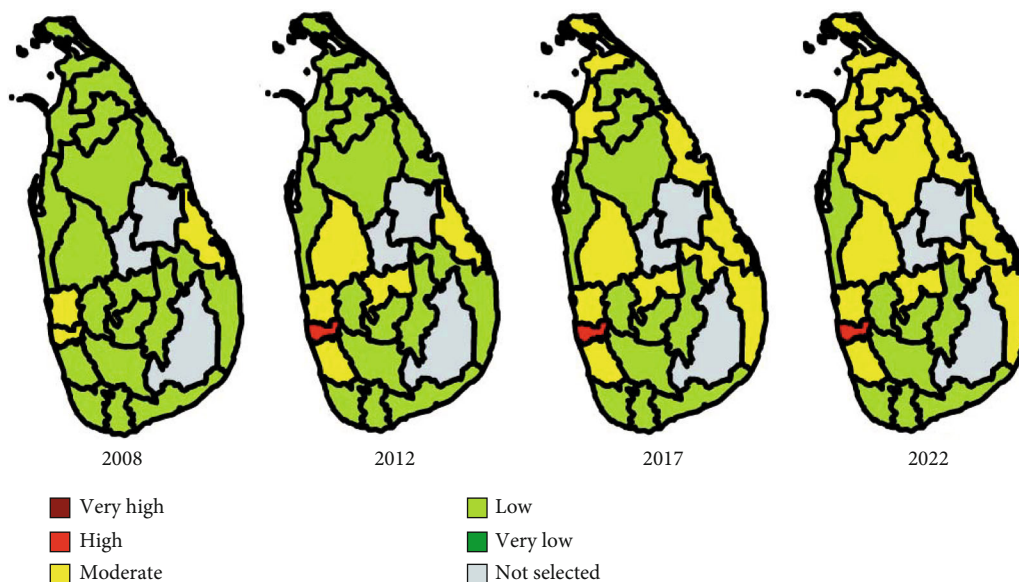 2008
2012
2017
2022
Very high
High
Moderate
Low
Very low
Not selected